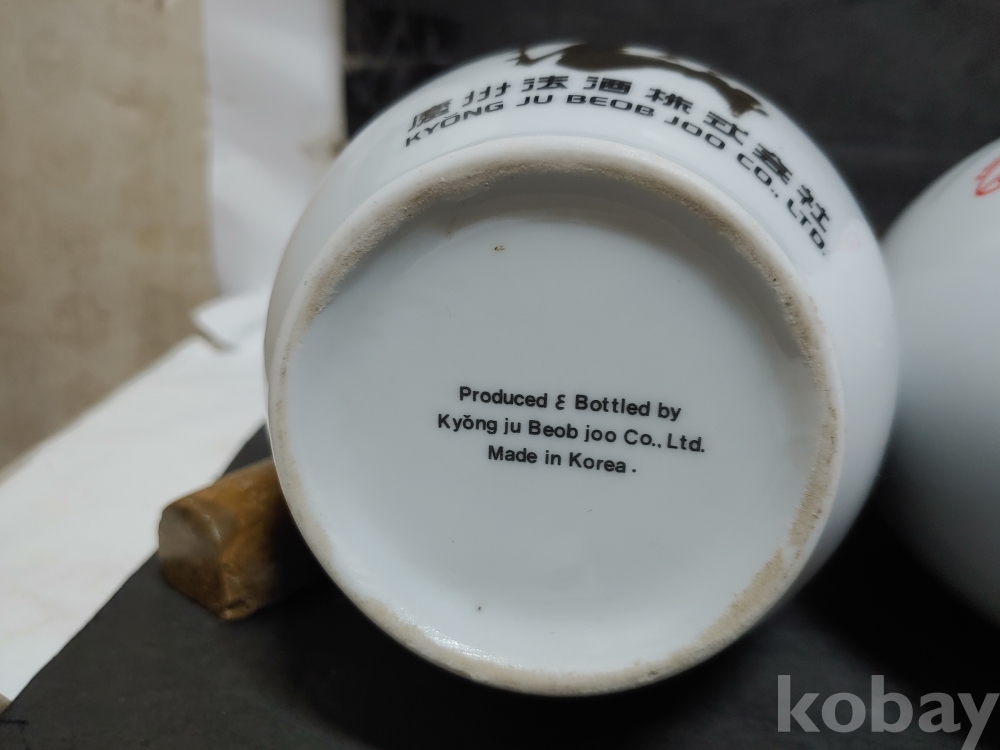 慶州法酒株式會社
KYŎNG JU BEOB JOO CO., LTD.
Produced & Bottled by
Kyŏng ju Beob joo Co., Ltd.
Made in Korea.
kobay